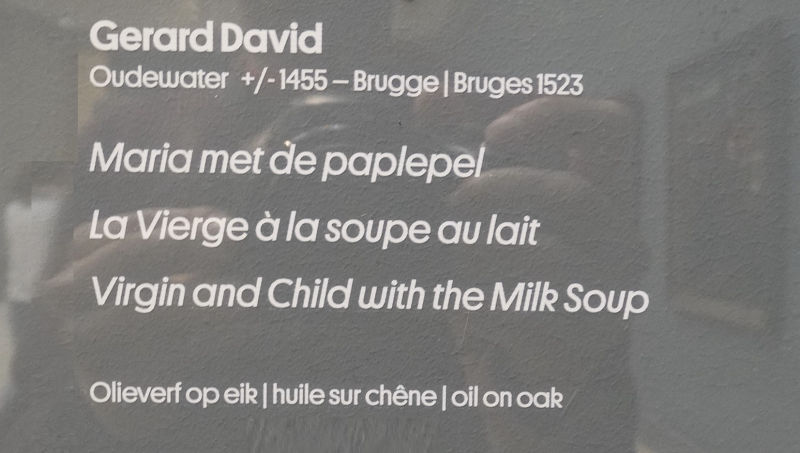 Gerard David
Oudewater +/- 1455 – Brugge | Bruges 1523
Maria met de paplepel
La Vierge à la soupe au lait
Virgin and Child with the Milk Soup
Olieverf op eik | huile sur chêne | oil on oak